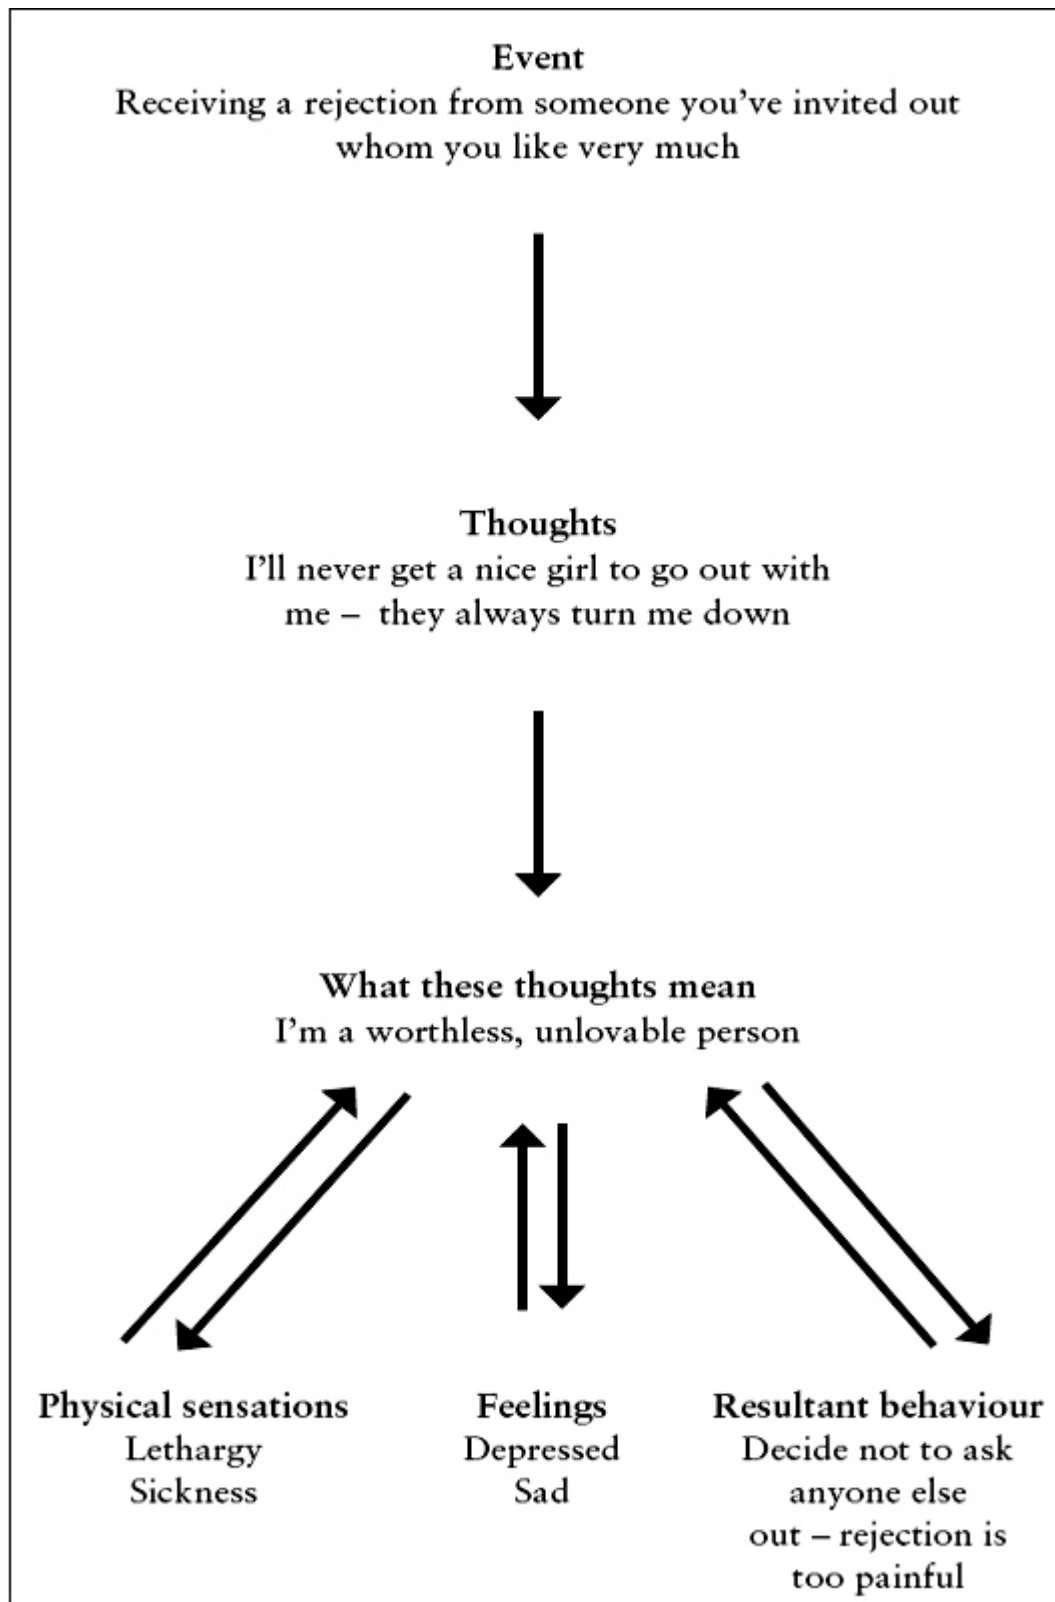 Event
Receiving a rejection from someone you’ve invited out
whom you like very much
Thoughts
I’ll never get a nice girl to go out with
me – they always turn me down
What these thoughts mean
I’m a worthless, unlovable person
Physical sensations
Lethargy
Sickness
Feelings
Depressed
Sad
Resultant behaviour
Decide not to ask
anyone else
out – rejection is
too painful